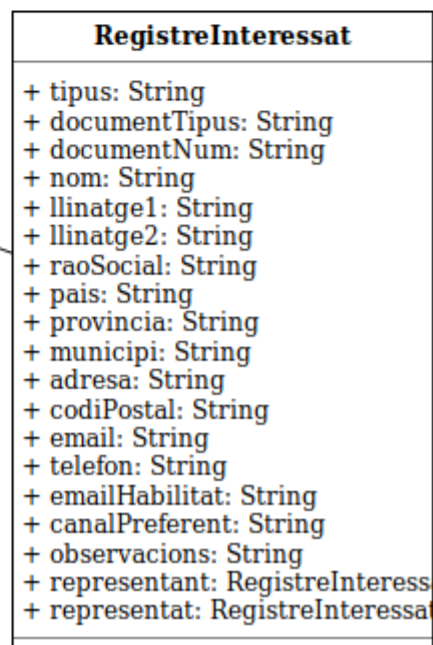 RegistreInteressat
+ tipus: String
+ documentTipus: String
+ documentNum: String
+ nom: String
+ llinatge1: String
+ llinatge2: String
+ raoSocial: String
+ pais: String
+ provincia: String
+ municipi: String
+ adresa: String
+ codiPostal: String
+ email: String
+ telefon: String
+ emailHabilitat: String
+ canalPreferent: String
+ observacions: String
+ representant: RegistreInteress
+ representat: RegistreInteressat